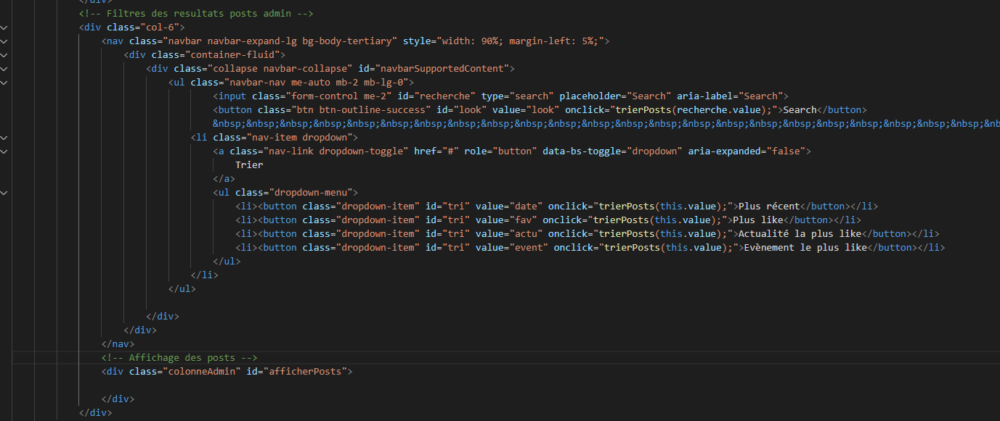 </div>
<!-- Filtres des resultats posts admin -->
<div class="col-6">
<nav class="navbar navbar-expand-lg bg-body-tertiary" style="width: 90%; margin-left: 5%;">
<div class="container-fluid">
<div class="collapse navbar-collapse" id="navbarSupportedContent">
<ul class="navbar-nav me-auto mb-2 mb-lg-0">
<input class="form-control me-2" id="recherche" type="search" placeholder="Search" aria-label="Search">
<button class="btn btn-outline-success" id="look" value="look" onclick="trierPosts(recherche.value);">Search</button>
&nbsp;&nbsp;&nbsp;&nbsp;&nbsp;&nbsp;&nbsp;&nbsp;&nbsp;&nbsp;&nbsp;&nbsp;&nbsp;&nbsp;&nbsp;&nbsp;&nbsp;&nbsp;&nbsp;&nbsp;&nbsp;&nbsp;&nbsp;&nb
<li class="nav-item dropdown">
<a class="nav-link dropdown-toggle" href="#" role="button" data-bs-toggle="dropdown" aria-expanded="false">
Trier
</a>
<ul class="dropdown-menu">
<li><button class="dropdown-item" id="tri" value="date" onclick="trierPosts(this.value);">Plus récent</button></li>
<li><button class="dropdown-item" id="tri" value="fav" onclick="trierPosts(this.value);">Plus like</button></li>
<li><button class="dropdown-item" id="tri" value="actu" onclick="trierPosts(this.value);">Actualité la plus like</button></li>
<li><button class="dropdown-item" id="tri" value="event" onclick="trierPosts(this.value);">Evènement le plus like</button></li>
</ul>
</li>
</ul>
</div>
</div>
</nav>
<!-- Affichage des posts -->
<div class="colonneAdmin" id="afficherPosts">
</div>
</div>